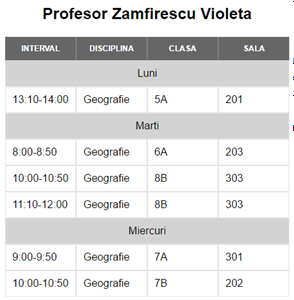 Profesor Zamfirescu Violeta
INTERVAL DISCIPLINA CLASA SALA
Luni
13:10-14:00 Geografie 5A 201
Marti
8:00-8:50 Geografie 6A 203
10:00-10:50 Geografie 8B 303
11:10-12:00 Geografie 8B 303
Miercuri
9:00-9:50 Geografie 7A 301
10:00-10:50 Geografie 7B 202